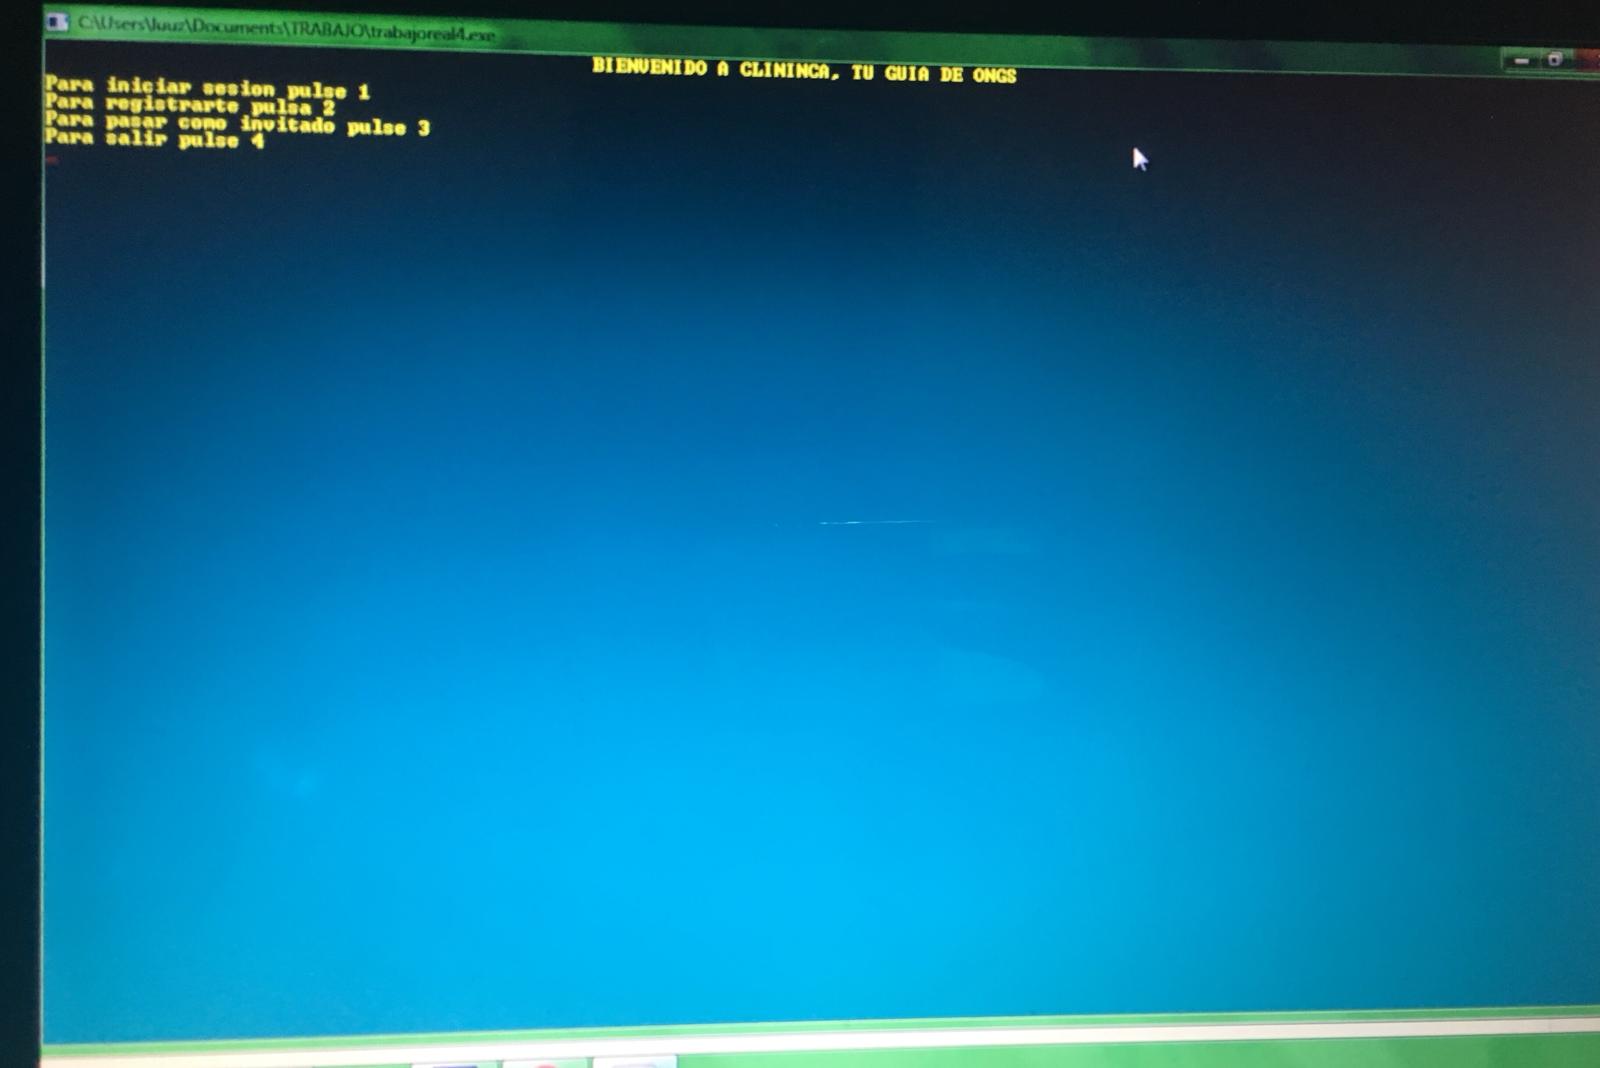 C:\Users\luuz\Documents\TRABAJO\trabajoreal4.exe
BIENVENIDO A CLININCA, TU GUIA DE ONGS
Para iniciar sesion pulse 1
Para registrarte pulsa 2
Para pasar como invitado pulse 3
Para salir pulse 4